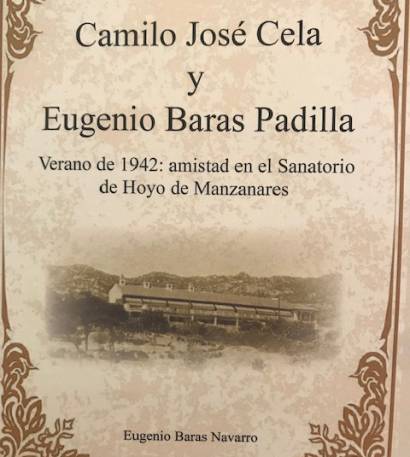 Camilo José Cela
y
Eugenio Baras Padilla
Verano de 1942: amistad en el Sanatorio
de Hoyo de Manzanares
Eugenio Baras Navarro